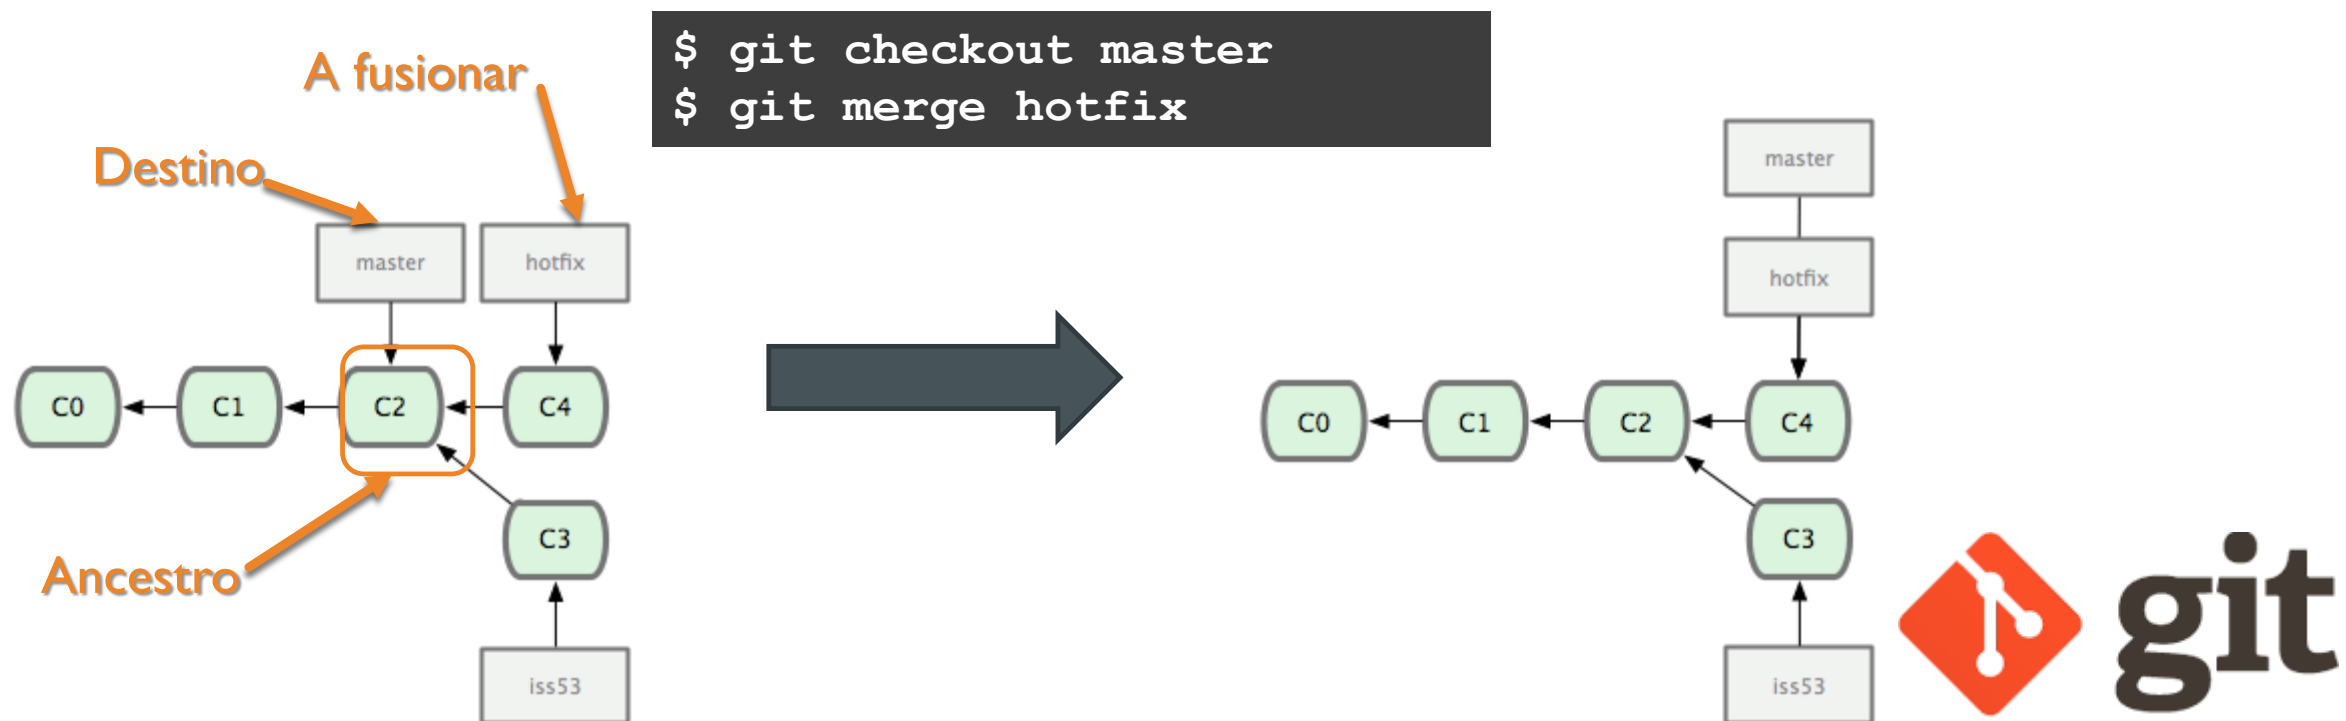 $ git checkout master
$ git merge hotfix
A fusionar
Destino
master
hotfix
C0
C1
C2
C4
C3
Ancestro
iss53
master
hotfix
C0
C1
C2
C4
C3
iss53
git